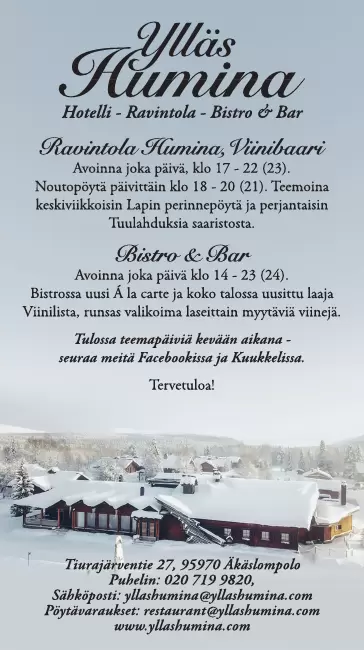 Ylläs
Humina
Hotelli - Ravintola - Bistro & Bar
Ravintola Humina, Viinibaari
Avoinna joka päivä, klo 17 - 22 (23).
Noutopöytä päivittäin klo 18 - 20 (21). Teemoina
keskiviikkoisin Lapin perinnepöytä ja perjantaisin
Tuulahduksia saaristosta.
Bistro & Bar
Avoinna joka päivä klo 14 - 23 (24).
Bistrossa uusi Á la carte ja koko talossa uusittu laaja
Viinilista, runsas valikoima laseittain myytäviä viinejä.
Tulossa teemapäiviä kevään aikana -
seuraa meitä Facebookissa ja Kuukkelissa.
Tervetuloa!
Tiurajärventie 27, 95970 Äkäslompolo
Puhelin: 020 719 9820,
Sähköposti: yllashumina@yllashumina.com
Pöytävaraukset: restaurant@yllashumina.com
www.yllashumina.com